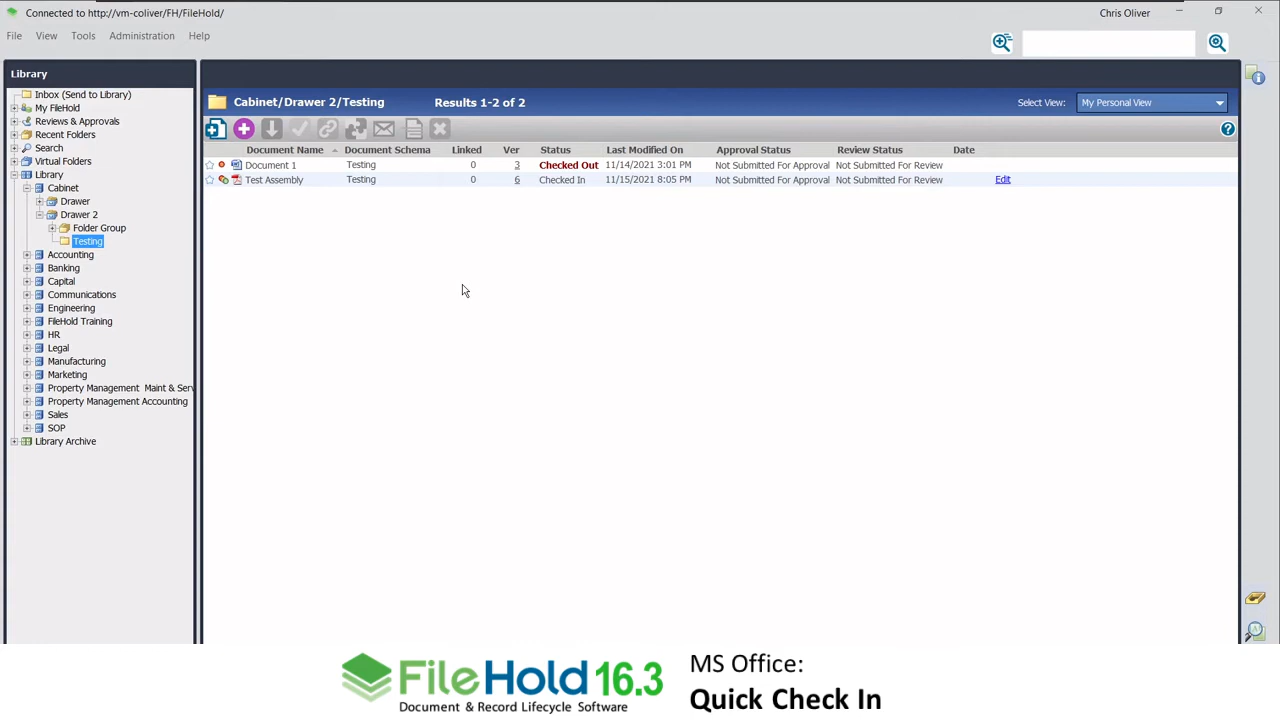 Connected to http://vm-coliver/FH/FileHold/
Chris Oliver
File View Tools Administration Help
Library
Inbox (Send to Library)
My FileHold
Reviews & Approvals
Recent Folders
Search
Virtual Folders
Library
Cabinet
Drawer
Drawer 2
Folder Group
Testing
Accounting
Banking
Capital
Communications
Engineering
FileHold Training
HR
Legal
Manufacturing
Marketing
Property Management Maint & Serv
Property Management Accounting
Sales
SOP
Library Archive
Cabinet/Drawer 2/Testing Results 1-2 of 2 Select View: My Personal View
Document Name Document Schema Linked Ver Status Last Modified On Approval Status Review Status Date
Document 1 Testing 0 3 Checked Out 11/14/2021 3:01 PM Not Submitted For Approval Not Submitted For Review
Test Assembly Testing 0 6 Checked In 11/15/2021 8:05 PM Not Submitted For Approval Not Submitted For Review Edit
FileHold 16.3
Document & Record Lifecycle Software
MS Office:
Quick Check In